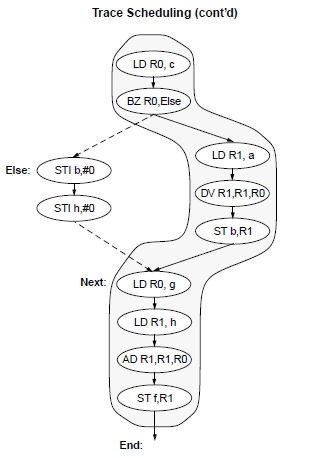 Trace Scheduling (cont'd)
LD R0, c
BZ R0,Else
LD R1, a
Else:
STI b,#0
DV R1,R1,R0
STI h,#0
ST b,R1
Next:
LD R0, g
LD R1, h
AD R1,R1,R0
ST f,R1
End: